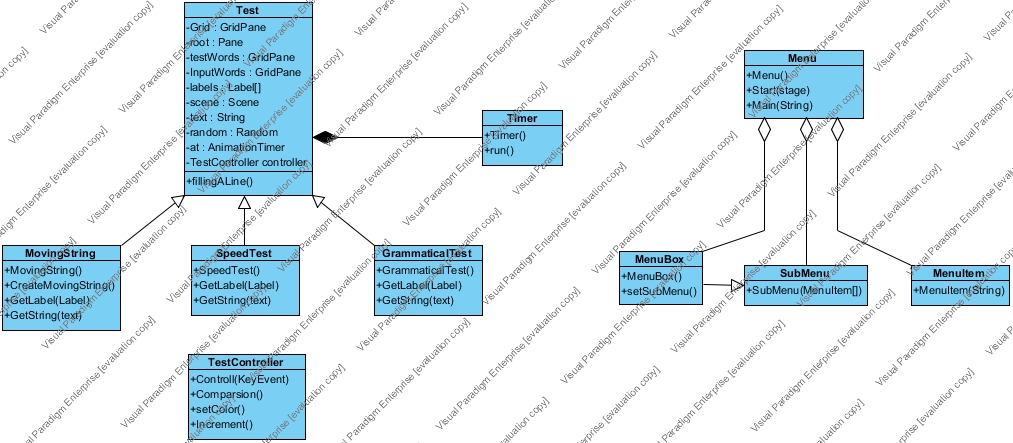 Test
-Grid : GridPane
-root : Pane
-testWords : GridPane
-InputWords : GridPane
-labels : Label[]
-scene : Scene
-text : String
-random : Random
-at : AnimationTimer
-TestController controller
+fillingALine()
Timer
+Timer()
+run()
Menu
+Menu()
+Start(stage)
+Main(String)
MovingString
+MovingString()
+CreateMovingString()
+GetLabel(Label)
+GetString(text)
SpeedTest
+SpeedTest()
+GetLabel(Label)
+GetString(text)
GrammaticalTest
+GrammaticalTest()
+GetLabel(Label)
+GetString(text)
MenuBox
+MenuBox()
+setSubMenu()
SubMenu
+SubMenu(MenuItem[])
MenuItem
+MenuItem(String)
TestController
+Controll(KeyEvent)
+Comparsion()
+setColor()
+Increment()
Visual Paradigm Enterprise [evaluation copy]